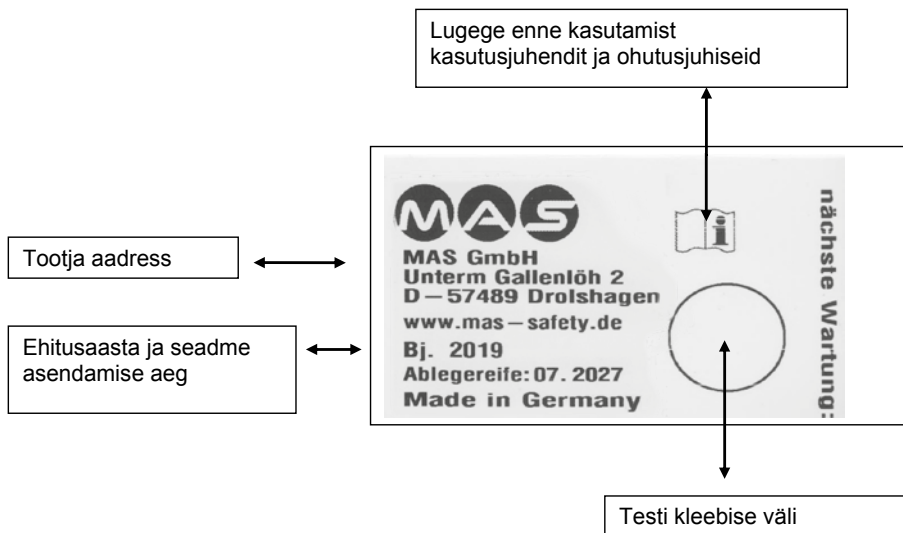 Lugege enne kasutamist
kasutusjuhendit ja ohutusjuhiseid
MAS
MAS GmbH
Unterm Gallenlöh 2
D–57489 Drolshagen
www.mas–safety.de
Bj. 2019
Ablegereife: 07. 2027
Made in Germany
i
nächste Wartung:
Tootja aadress
Ehitusaasta ja seadme
asendamise aeg
Testi kleebise väli